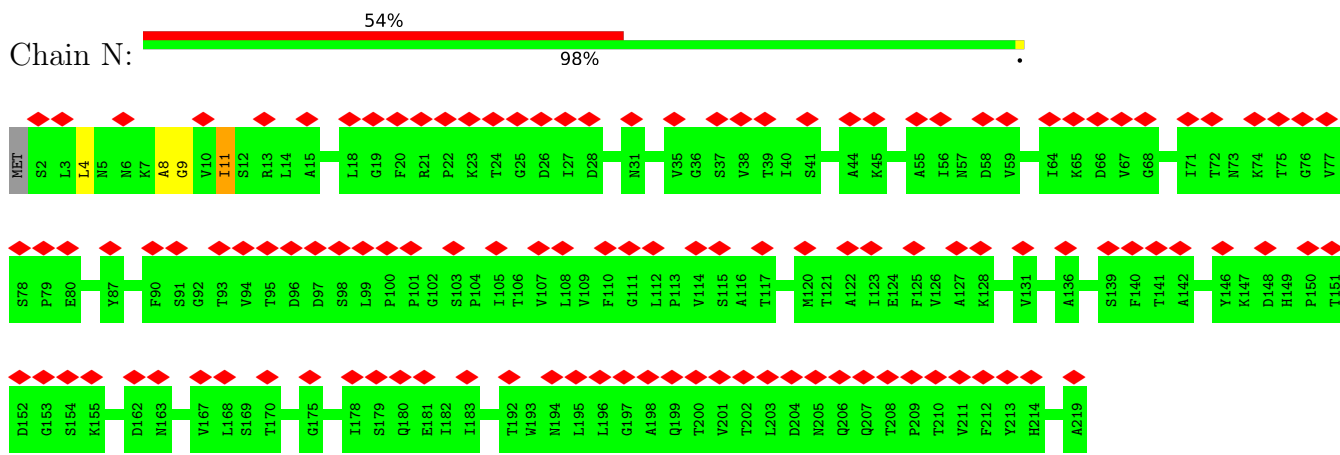 54%
Chain N:
98%
MET S2 L3 L4 N5 N6 K7 A8 G9 V10 I11 S12 R13 L14 A15 L18 G19 F20 R21 P22 K23 T24 G25 D26 I27 D28 N31 V35 G36 S37 V38 T39 I40 S41 A44 K45 A55 I56 N57 D58 V59 I64 K65 D66 V67 G68 I71 T72 N73 K74 T75 G76 V77
S78 P79 E80 Y87 F90 S91 G92 T93 V94 T95 D96 D97 S98 L99 P100 P101 G102 S103 P104 I105 T106 V107 L108 V109 F110 G111 L112 P113 V114 S115 A116 T117 M120 T121 A122 I123 E124 F125 V126 A127 K128 V131 A136 S139 F140 T141 A142 Y146 K147 D148 H149 P150 T151
D152 G153 S154 K155 D162 N163 V167 L168 S169 T170 G175 I178 S179 Q180 E181 I182 I183 T192 W193 N194 L195 L196 G197 A198 Q199 T200 V201 T202 L203 D204 N205 Q206 Q207 T208 P209 T210 V211 F212 Y213 H214 A219